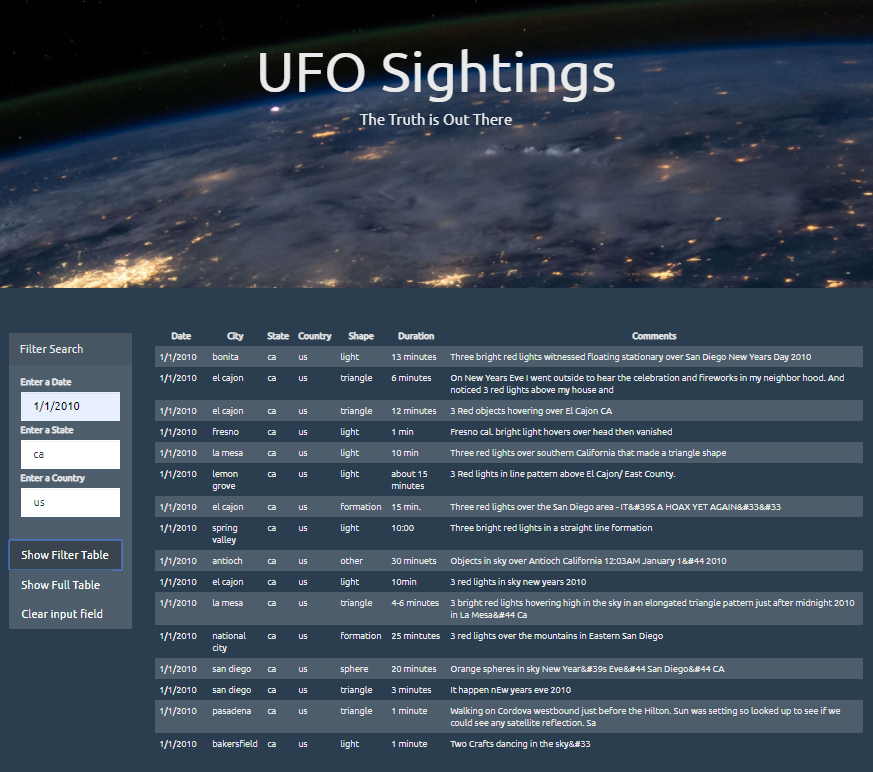 UFO Sightings
The Truth is Out There
Filter Search
Enter a Date
1/1/2010
Enter a State
ca
Enter a Country
us
Show Filter Table
Show Full Table
Clear input field
Date City State Country Shape Duration Comments
1/1/2010 bonita ca us light 13 minutes Three bright red lights witnessed floating stationary over San Diego New Years Day 2010
1/1/2010 el cajon ca us triangle 6 minutes On New Years Eve I went outside to hear the celebration and fireworks in my neighbor hood. And
noticed 3 red lights above my house and
1/1/2010 el cajon ca us triangle 12 minutes 3 Red objects hovering over El Cajon CA
1/1/2010 fresno ca us light 1 min Fresno cal. bright light hovers over head then vanished
1/1/2010 la mesa ca us light 10 min Three red lights over southern California that made a triangle shape
1/1/2010 lemon ca us light about 15 3 Red lights in line pattern above El Cajon/ East County.
grove minutes
1/1/2010 el cajon ca us formation 15 min. Three red lights over the San Diego area - IT&#39S A HOAX YET AGAIN&#33&#33
1/1/2010 spring ca us light 10:00 Three bright red lights in a straight line formation
valley
1/1/2010 antioch ca us other 30 minuets Objects in sky over Antioch California 12:03AM January 1&#44 2010
1/1/2010 el cajon ca us light 10min 3 red lights in sky new years 2010
1/1/2010 la mesa ca us triangle 4-6 minutes 3 bright red lights hovering high in the sky in an elongated triangle pattern just after midnight 2010
in La Mesa&#44 Ca
1/1/2010 national ca us formation 25 mintutes 3 red lights over the mountains in Eastern San Diego
city
1/1/2010 san diego ca us sphere 20 minutes Orange spheres in sky New Year&#39s Eve&#44 San Diego&#44 CA
1/1/2010 san diego ca us triangle 3 minutes It happen nEw years eve 2010
1/1/2010 pasadena ca us triangle 1 minute Walking on Cordova westbound just before the Hilton. Sun was setting so looked up to see if we
could see any satellite reflection. Sa
1/1/2010 bakersfield ca us light 1 minute Two Crafts dancing in the sky&#33